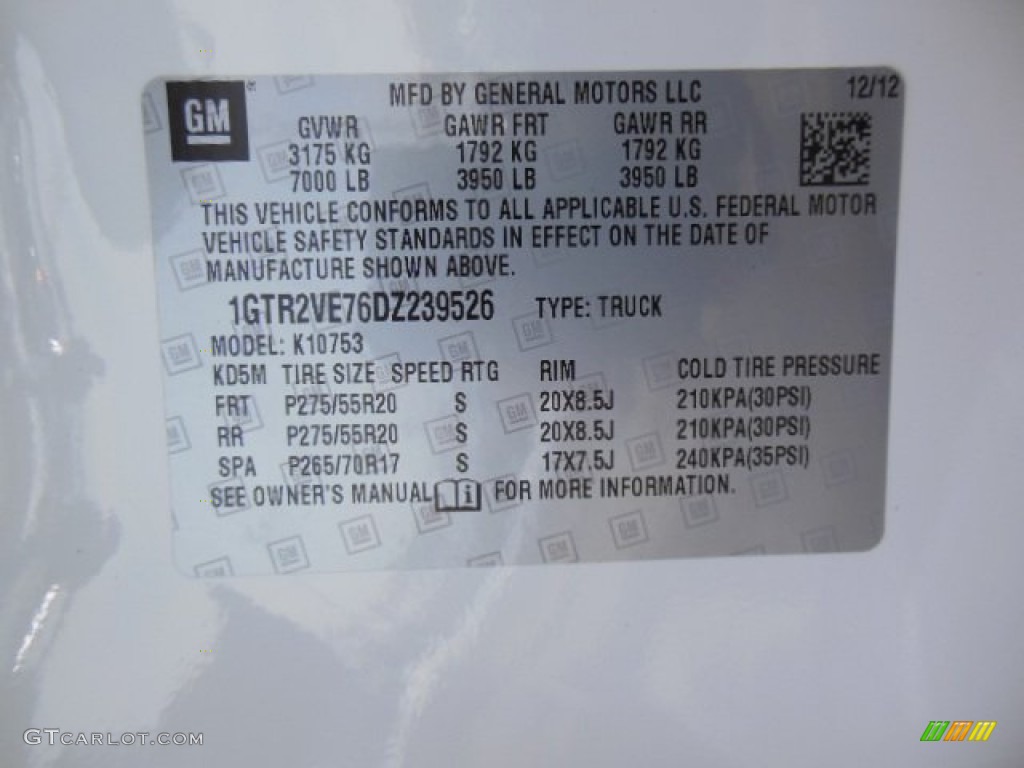 GM
MFD BY GENERAL MOTORS LLC 12/12
GVWR GAWR FRT GAWR RR
3175 KG 1792 KG 1792 KG
7000 LB 3950 LB 3950 LB
THIS VEHICLE CONFORMS TO ALL APPLICABLE U.S. FEDERAL MOTOR
VEHICLE SAFETY STANDARDS IN EFFECT ON THE DATE OF
MANUFACTURE SHOWN ABOVE.
1GTR2VE76DZ239526 TYPE: TRUCK
MODEL: K10753
KD5M TIRE SIZE SPEED RTG RIM COLD TIRE PRESSURE
FRT P275/55R20 S 20X8.5J 210KPA(30PSI)
RR P275/55R20 S 20X8.5J 210KPA(30PSI)
SPA P265/70R17 S 17X7.5J 240KPA(35PSI)
SEE OWNER'S MANUAL i FOR MORE INFORMATION.
GTCARLOT.COM